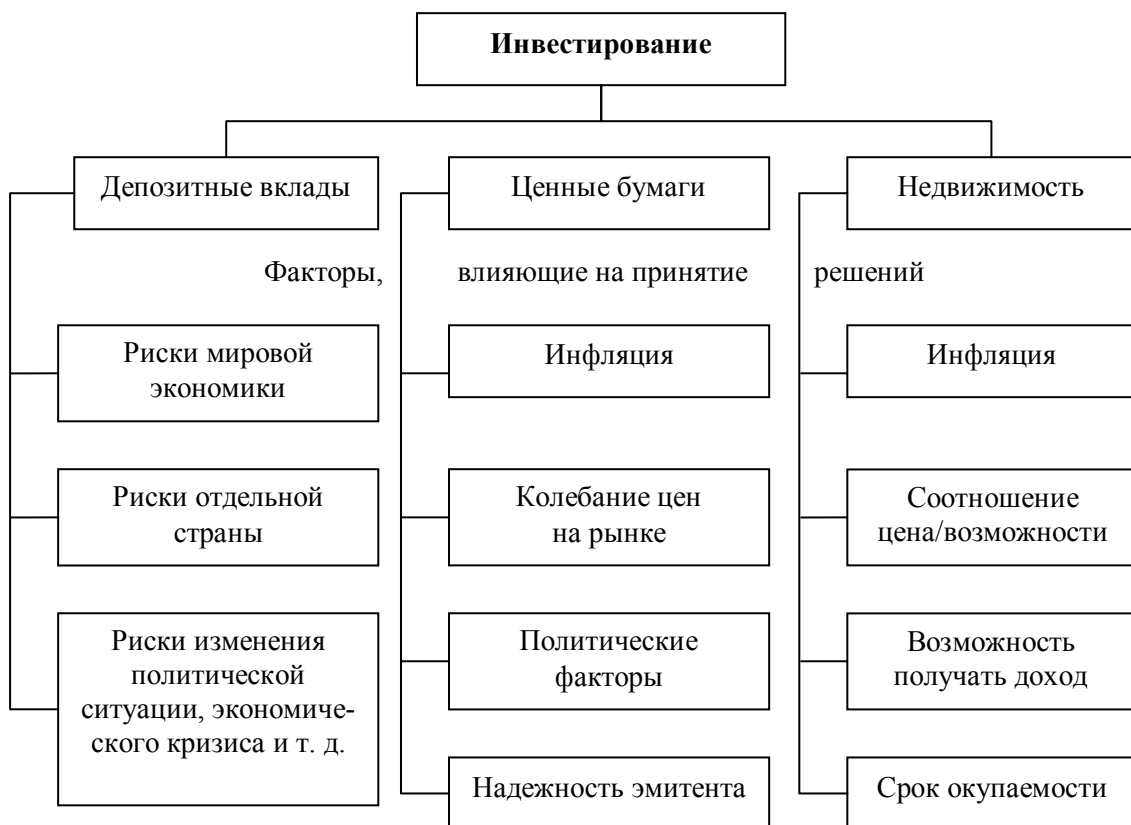 Инвестирование
Депозитные вклады
Ценные бумаги
Недвижимость
Факторы, влияющие на принятие решений
Риски мировой
экономики
Инфляция
Инфляция
Риски отдельной
страны
Колебание цен
на рынке
Соотношение
цена/возможности
Риски изменения
политической
ситуации, экономиче-
ского кризиса и т. д.
Политические
факторы
Возможность
получать доход
Надежность эмитента
Срок окупаемости